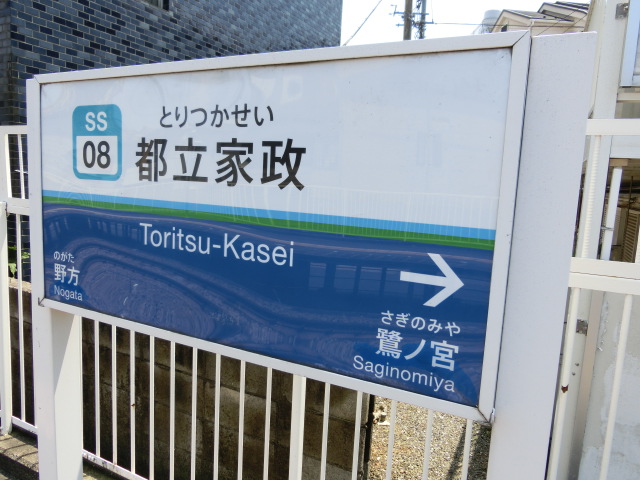 SS
08
とりつかせい
都立家政
Toritsu-Kasei
のがた
野方
Nogata
さぎのみや
鷺ノ宮
Saginomiya